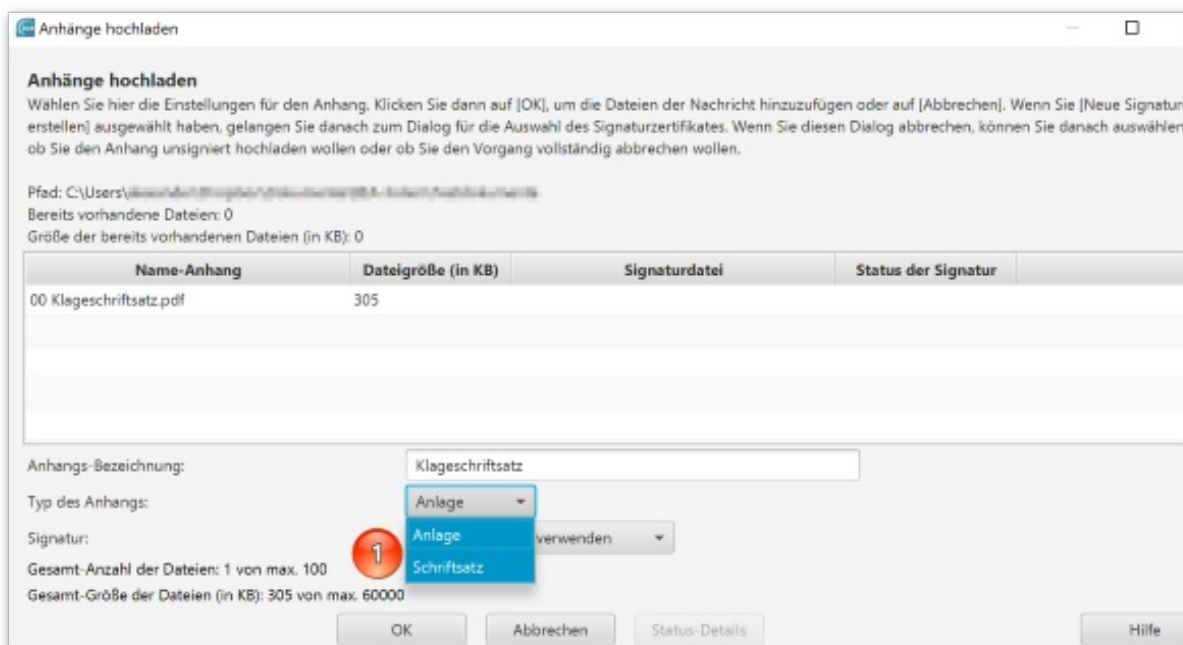 Anhänge hochladen
Anhänge hochladen
Wählen Sie hier die Einstellungen für den Anhang. Klicken Sie dann auf [OK], um die Dateien der Nachricht hinzuzufügen oder auf [Abbrechen]. Wenn Sie [Neue Signatur
erstellen] ausgewählt haben, gelangen Sie danach zum Dialog für die Auswahl des Signaturzertifikates. Wenn Sie diesen Dialog abbrechen, können Sie danach auswählen
ob Sie den Anhang unsigniert hochladen wollen oder ob Sie den Vorgang vollständig abbrechen wollen.
Pfad: C:\Users\
Bereits vorhandene Dateien: 0
Größe der bereits vorhandenen Dateien (in KB): 0
Name-Anhang Dateigröße (in KB) Signaturdatei Status der Signatur
00 Klageschriftsatz.pdf 305
Anhangs-Bezeichnung: Klageschriftsatz
Typ des Anhangs: Anlage
Signatur: Anlage verwenden
1
Schriftsatz
Gesamt-Anzahl der Dateien: 1 von max. 100
Gesamt-Größe der Dateien (in KB): 305 von max. 60000
OK Abbrechen Status-Details Hilfe